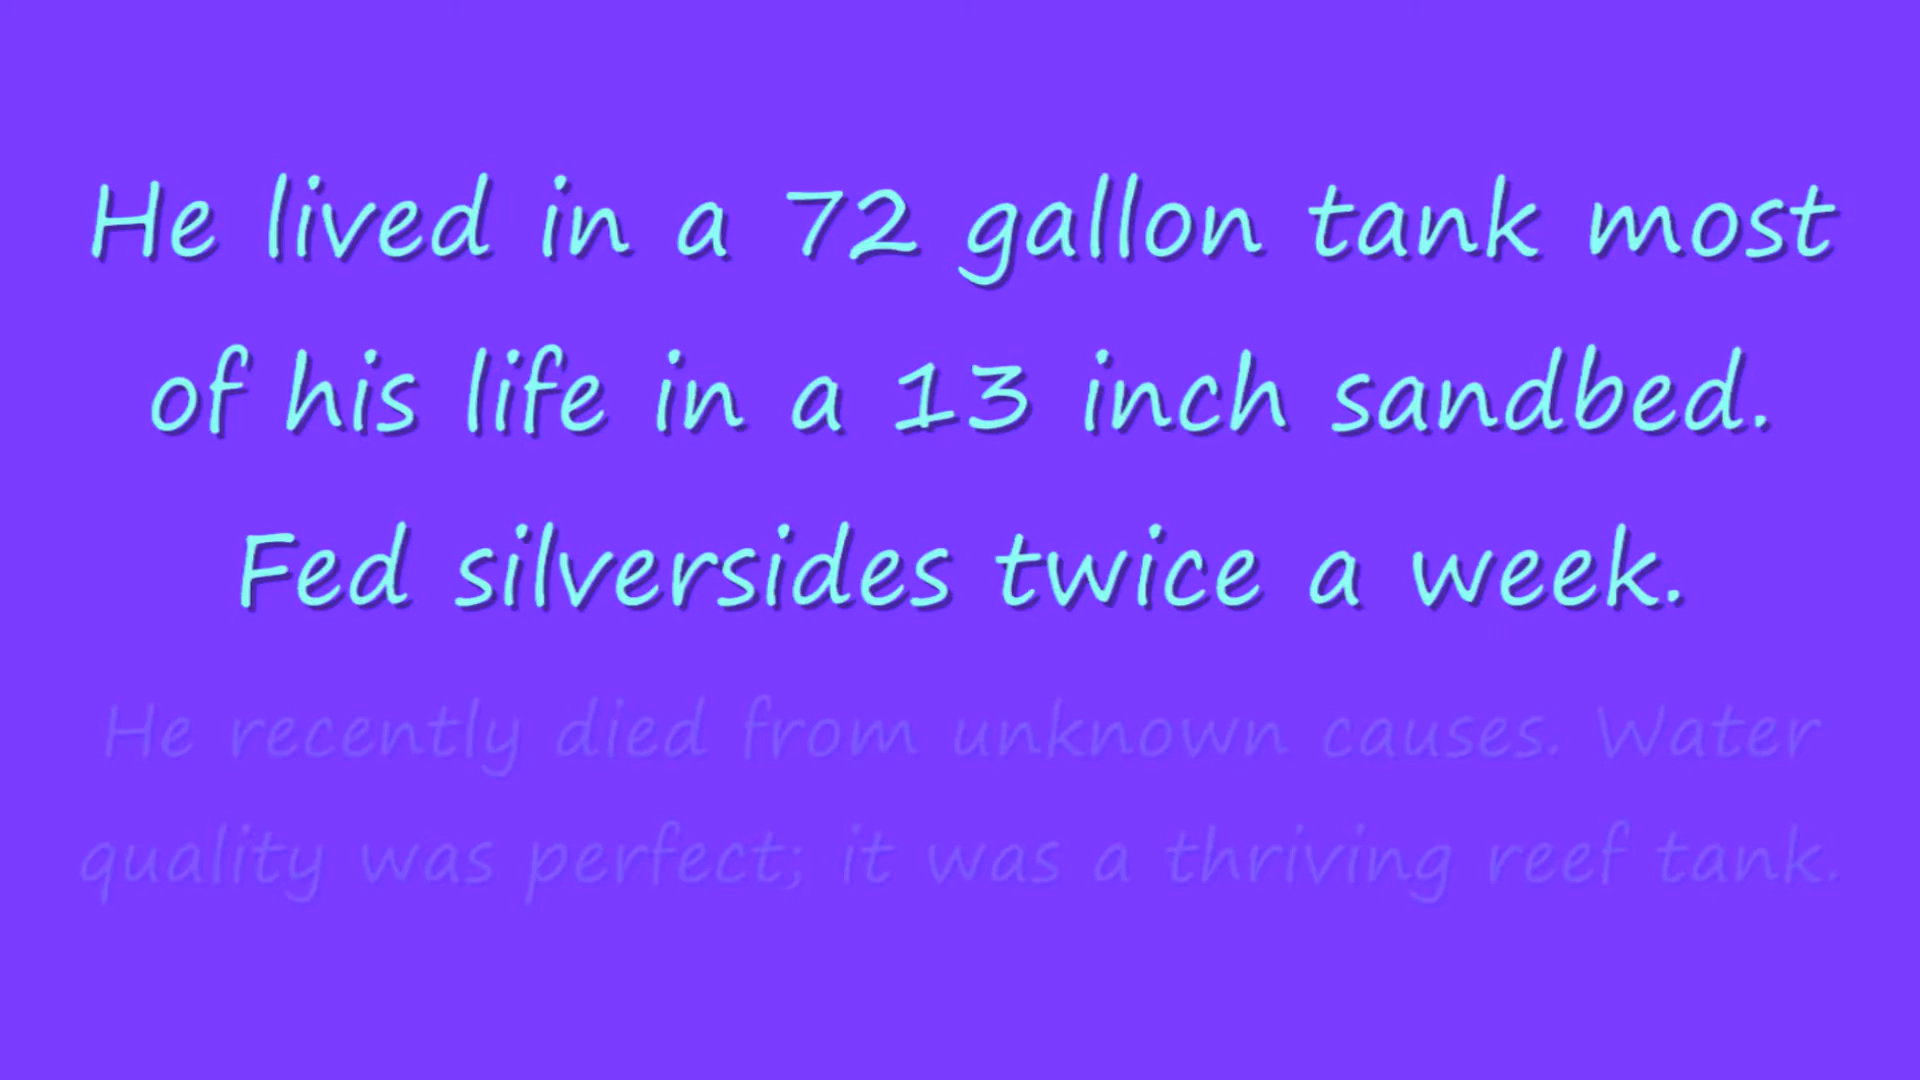 He lived in a 72 gallon tank most
of his life in a 13 inch sandbed.
Fed silversides twice a week.
He recently died from unknown causes. Water
quality was perfect; it was a thriving reef tank.